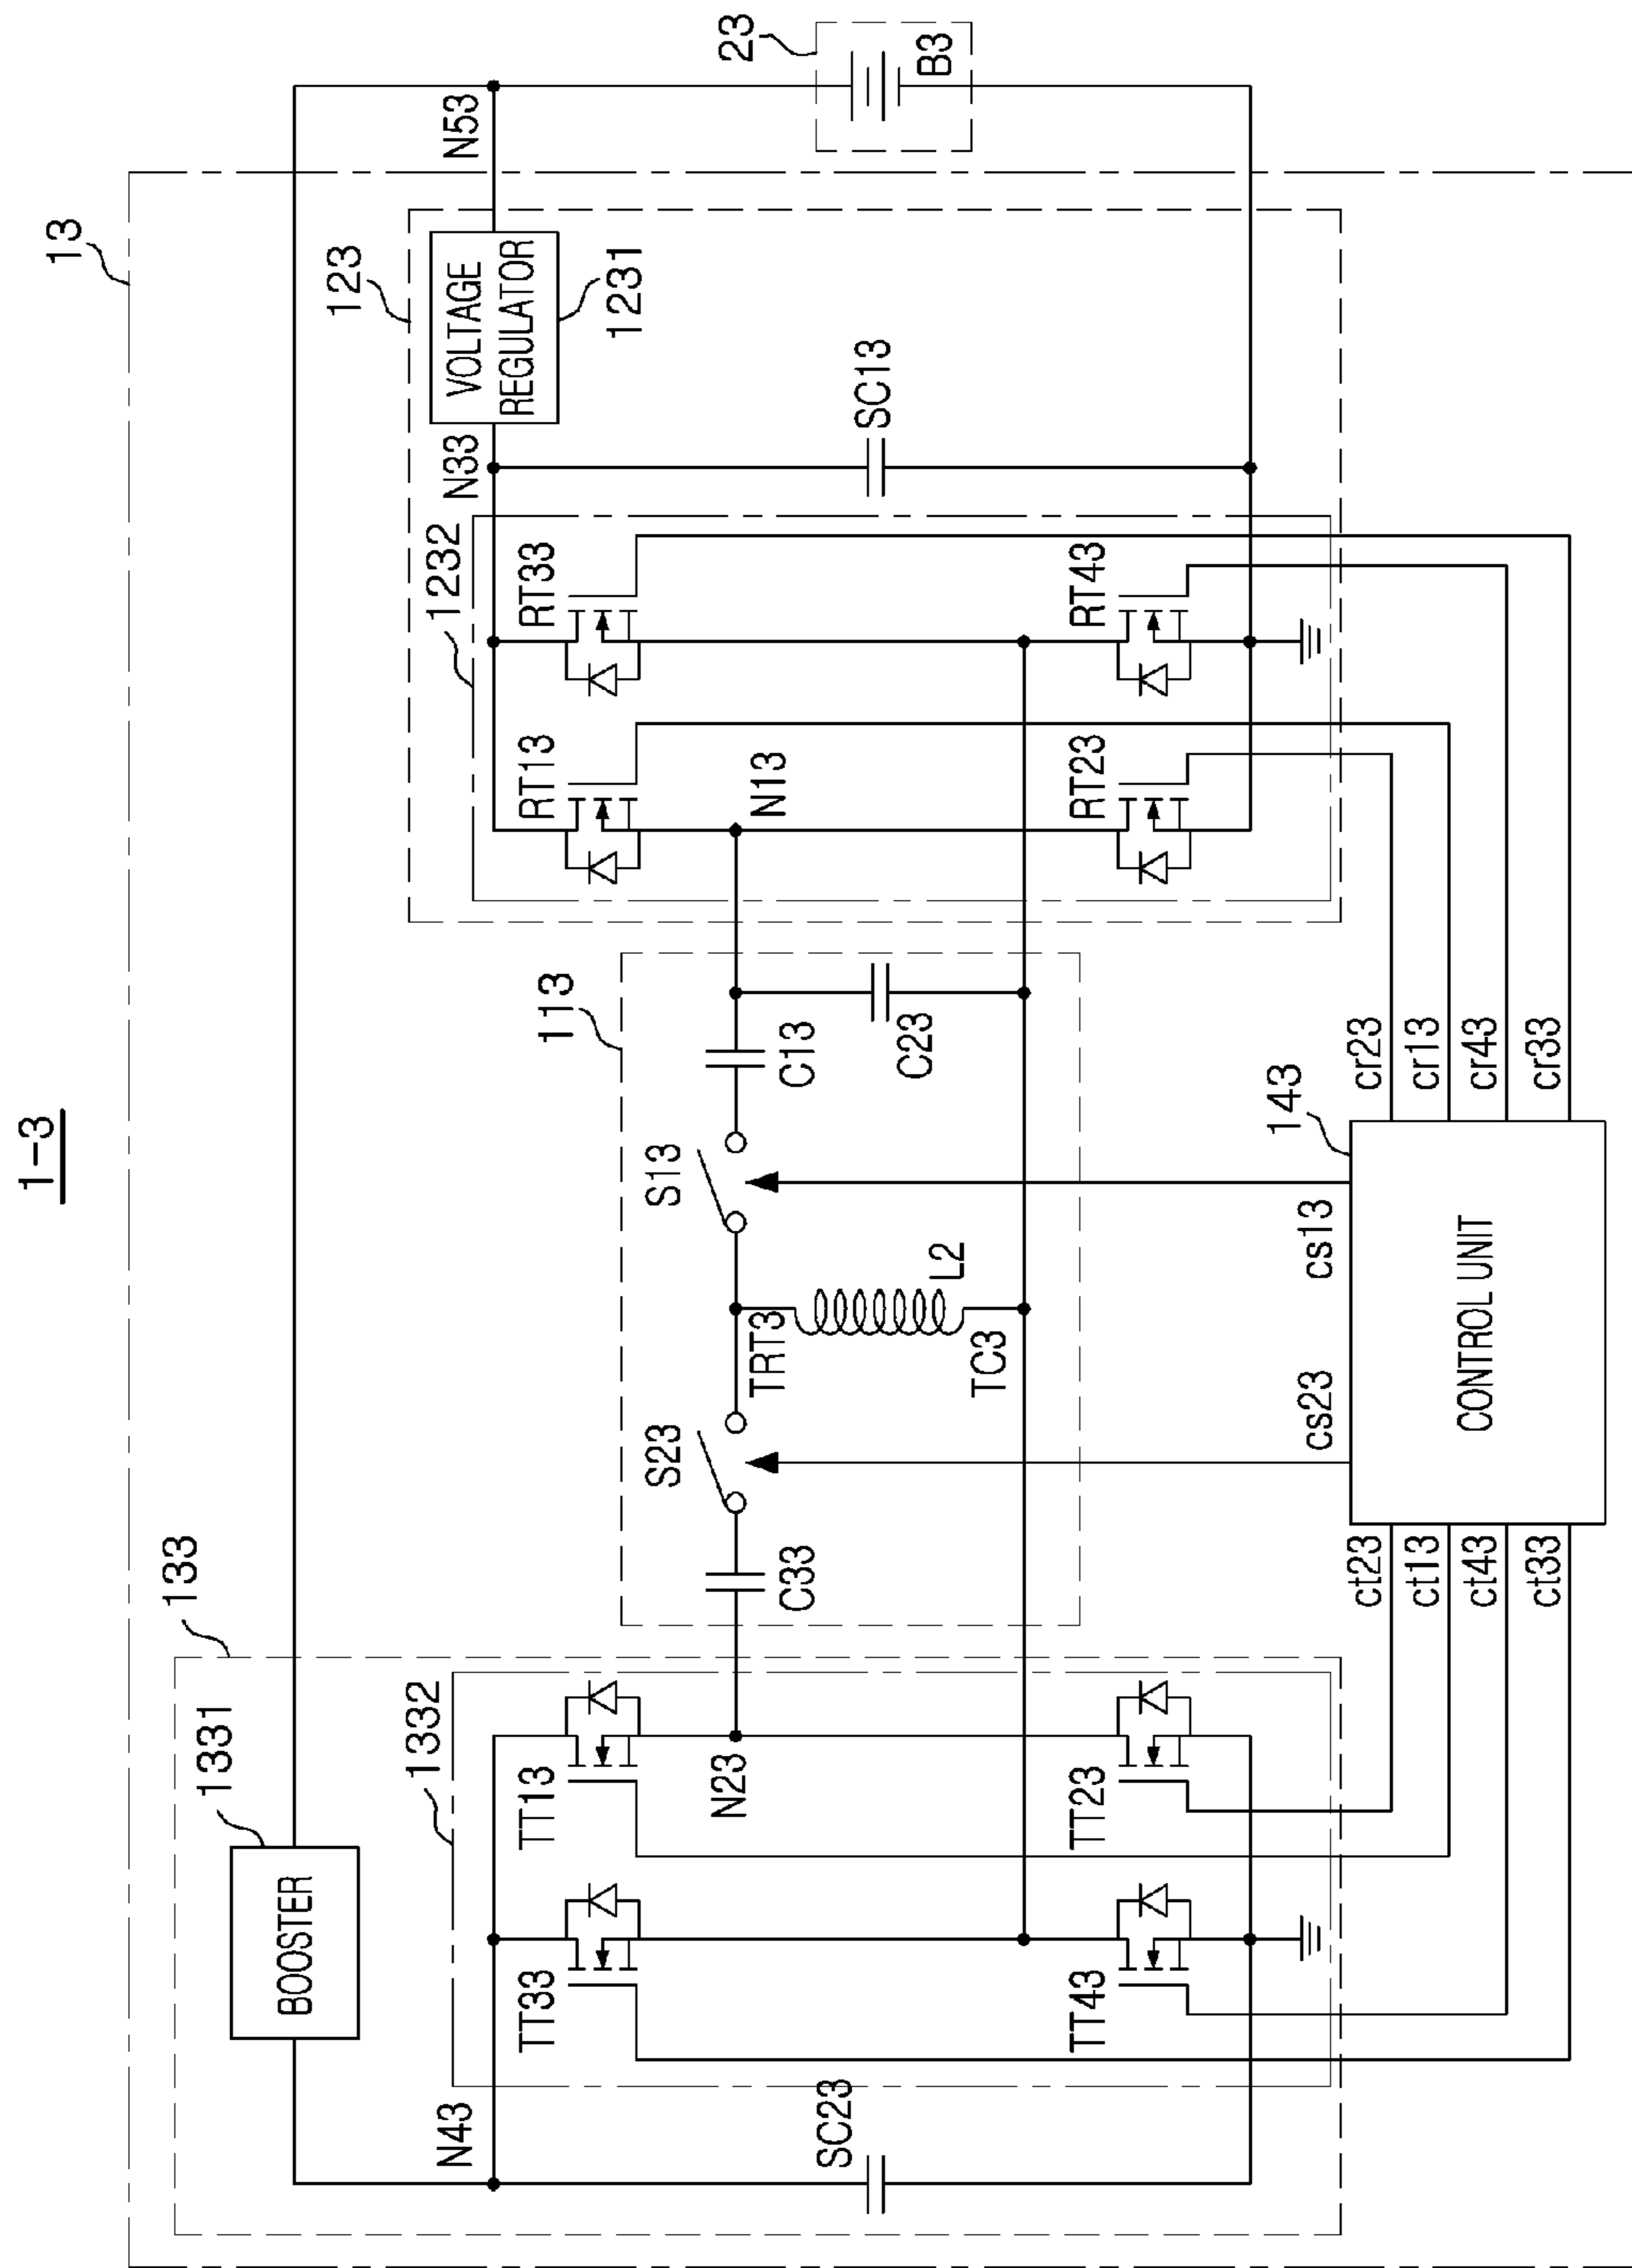 1-3
13
133
1331
BOOSTER
1332
N43
SC23
TT33
TT13
N23
TT43
TT23
113
C33
S23
TRT3
L2
TC3
S13
C13
C23
123
1232
RT13
RT33
N13
RT23
RT43
N33
VOLTAGE
REGULATOR
1231
SC13
N53
23
B3
143
cs23
cs13
CONTROL UNIT
ct23
ct13
ct43
ct33
cr23
cr13
cr43
cr33